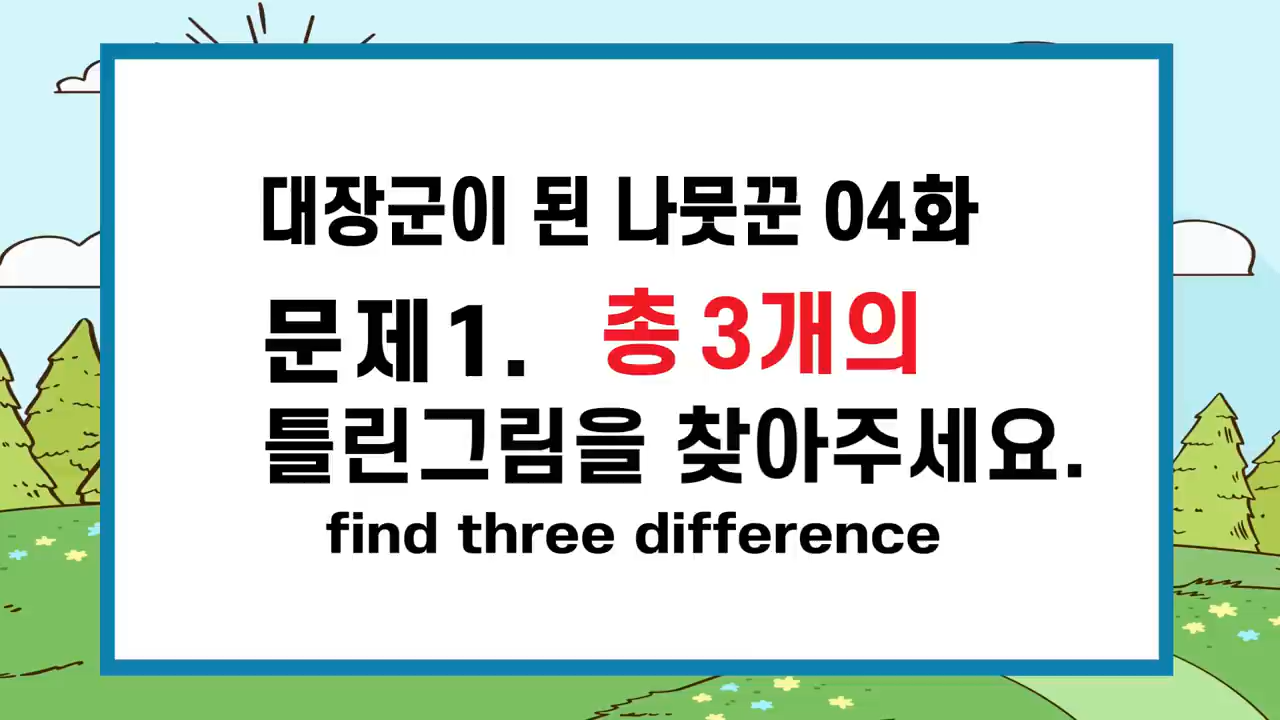 대장군이 된 나뭇꾼 04화
문제1. 총 3개의
틀린그림을 찾아주세요.
find three difference